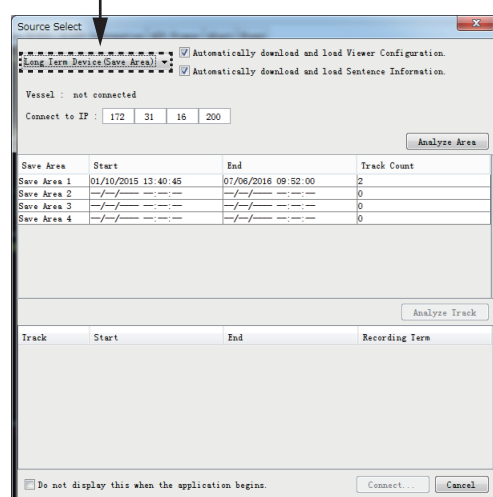 Source Select
Long Term Device(Save Area)
Automatically download and load Viewer Configuration.
Automatically download and load Sentence Information.
Vessel : not connected
Connect to IP : 172 31 16 200
Analyze Area
Save Area Start End Track Count
Save Area 1 01/10/2015 13:40:45 07/06/2016 09:52:00 2
Save Area 2 —/—/—— —:—:— —/—/—— —:—:— 0
Save Area 3 —/—/—— —:—:— —/—/—— —:—:— 0
Save Area 4 —/—/—— —:—:— —/—/—— —:—:— 0
Analyze Track
Track Start End Recording Term
Do not display this when the application begins.
Connect... Cancel